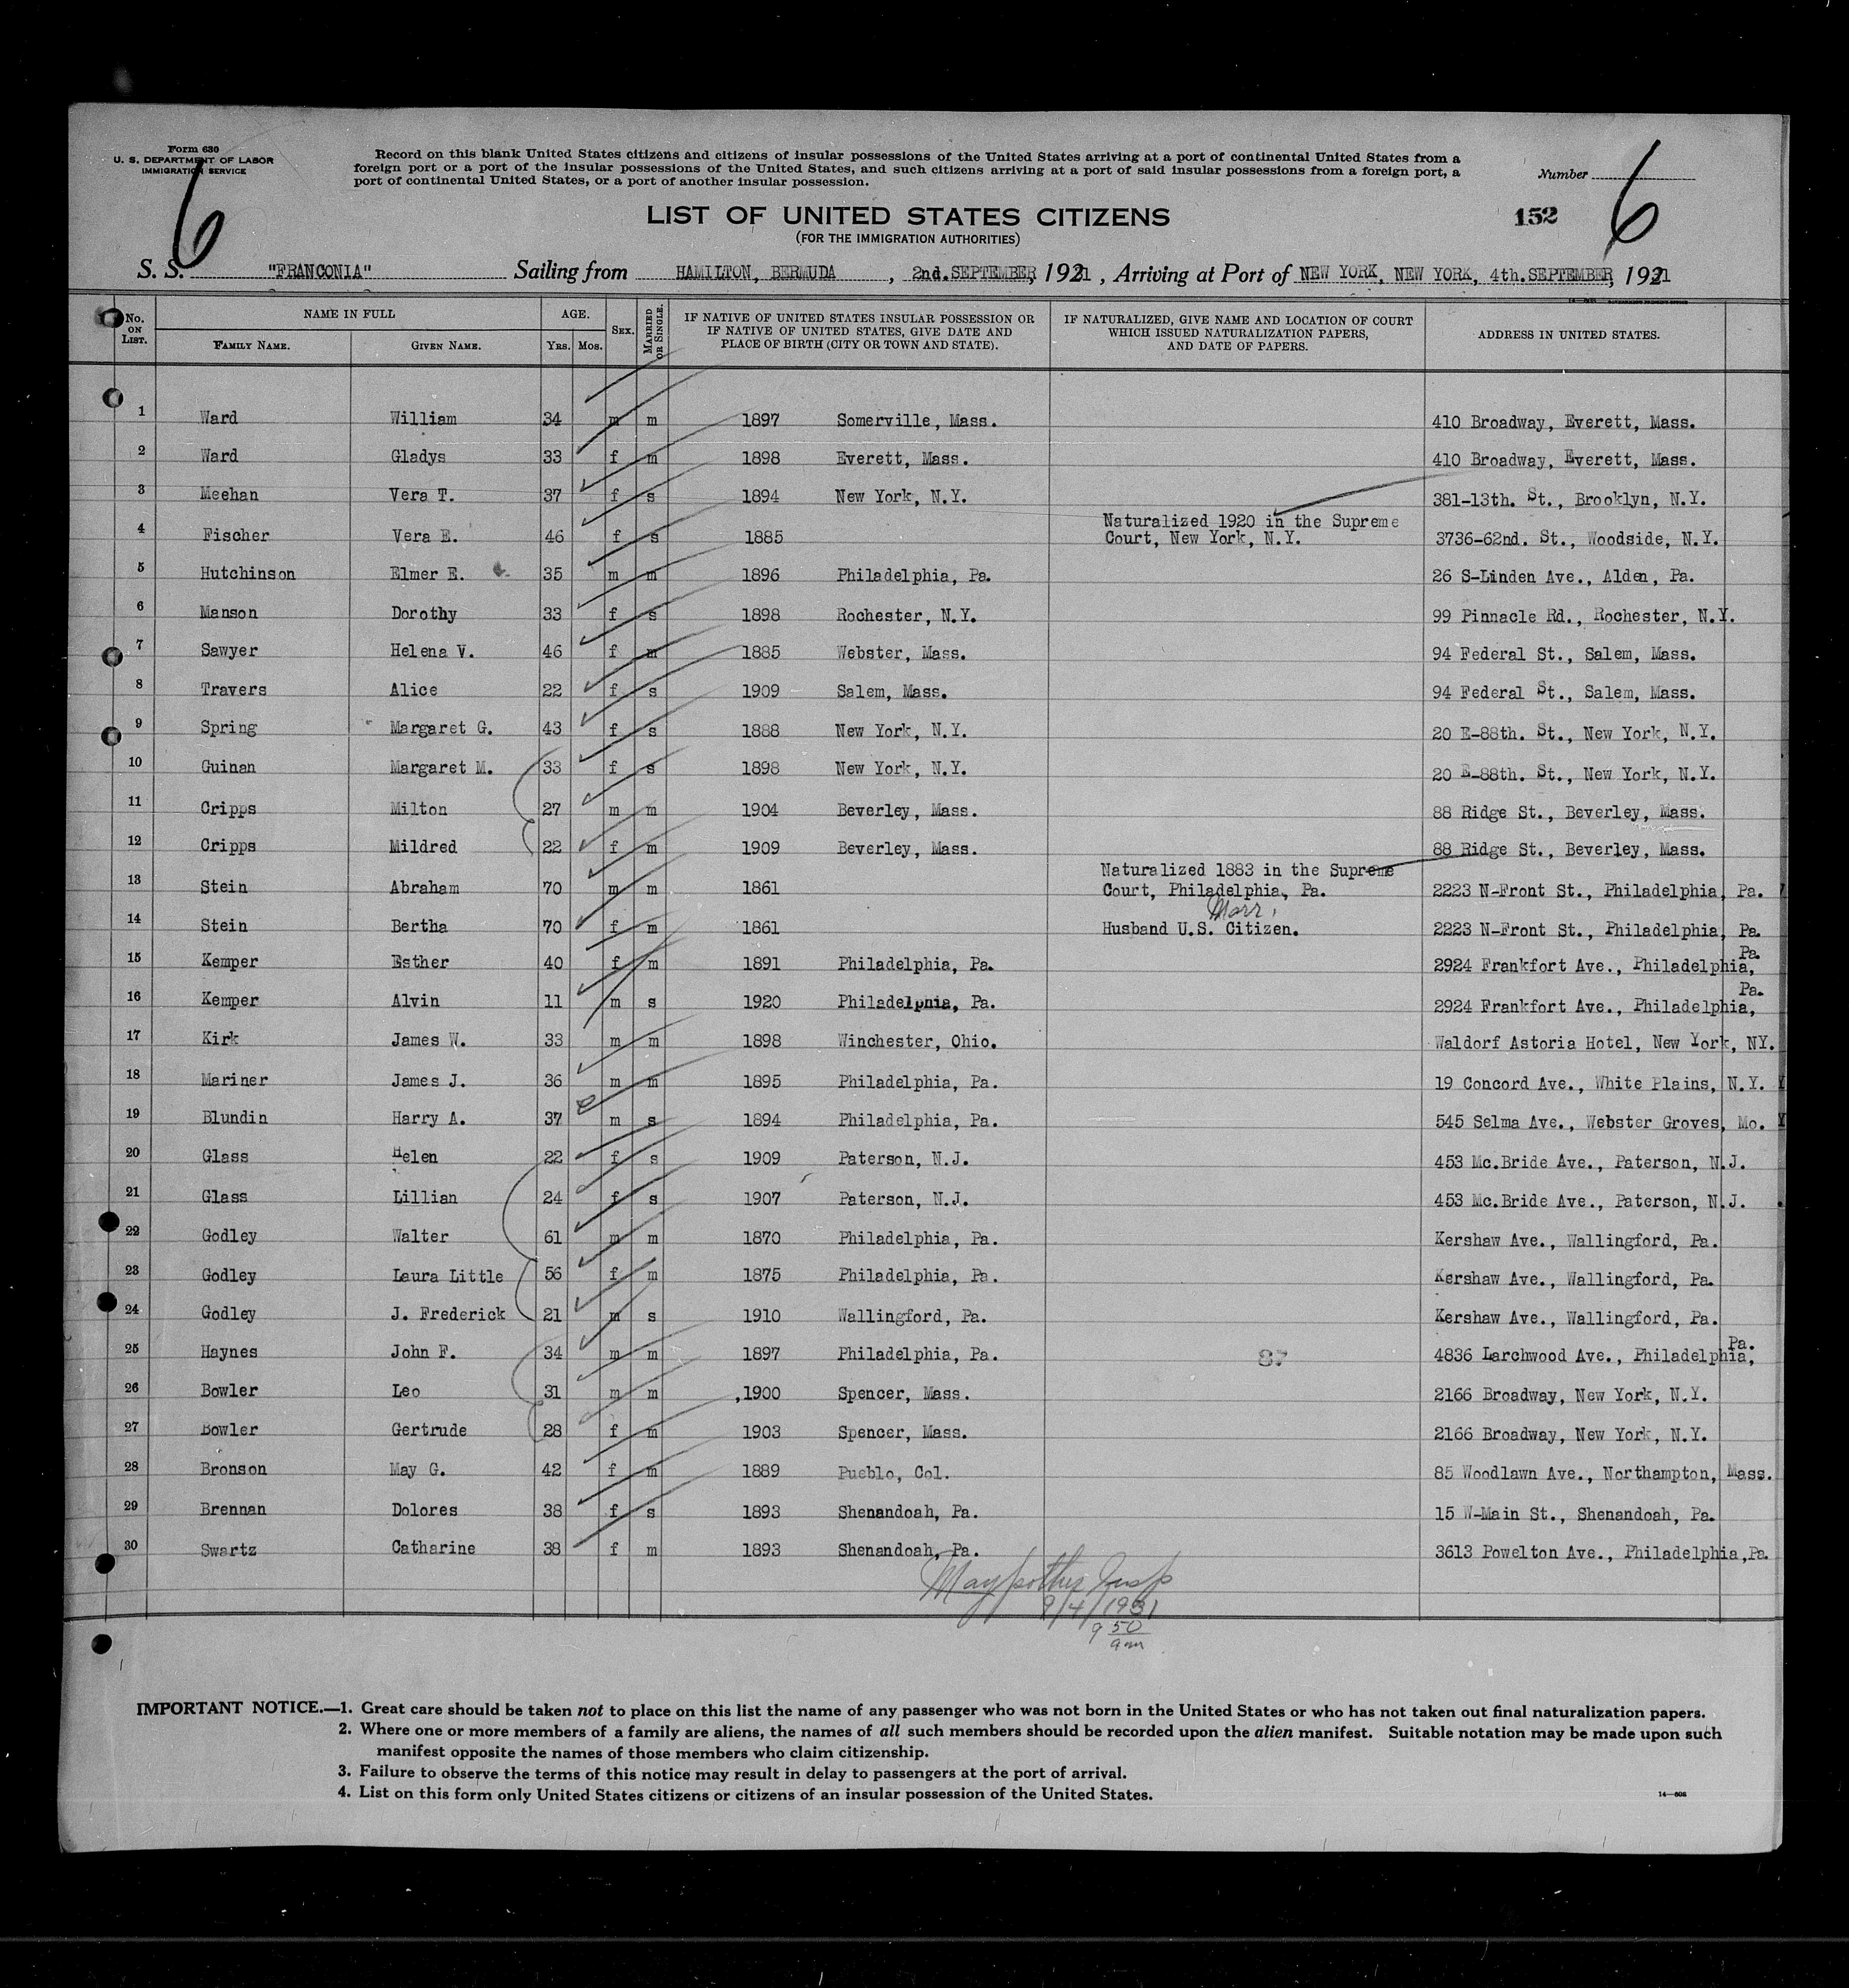 Form 630
U. S. DEPARTMENT OF LABOR
IMMIGRATION SERVICE
6
Record on this blank United States citizens and citizens of insular possessions of the United States arriving at a port of continental United States from a
foreign port or a port of the insular possessions of the United States, and such citizens arriving at a port of said insular possessions from a foreign port, a
port of continental United States, or a port of another insular possession.
Number
6
LIST OF UNITED STATES CITIZENS
(FOR THE IMMIGRATION AUTHORITIES)
152
S. S. "FRANCONIA" Sailing from HAMILTON, BERMUDA, 2nd. SEPTEMBER, 1931, Arriving at Port of NEW YORK, NEW YORK, 4th. SEPTEMBER, 1931
No. ON LIST. NAME IN FULL AGE. SEX. MARRIED OR SINGLE. IF NATIVE OF UNITED STATES INSULAR POSSESSION OR IF NATIVE OF UNITED STATES, GIVE DATE AND PLACE OF BIRTH (CITY OR TOWN AND STATE). IF NATURALIZED, GIVE NAME AND LOCATION OF COURT WHICH ISSUED NATURALIZATION PAPERS, AND DATE OF PAPERS. ADDRESS IN UNITED STATES.
FAMILY NAME. GIVEN NAME. YRS. MOS.
1 Ward William 34 m m 1897 Somerville, Mass. 410 Broadway, Everett, Mass.
2 Ward Gladys 33 f m 1898 Everett, Mass. 410 Broadway, Everett, Mass.
3 Meehan Vera T. 37 f s 1894 New York, N.Y. 381-13th. St., Brooklyn, N.Y.
4 Fischer Vera E. 46 f s 1885 Naturalized 1920 in the Supreme Court, New York, N.Y. 3736-62nd. St., Woodside, N.Y.
5 Hutchinson Elmer E. 35 m m 1896 Philadelphia, Pa. 26 S-Linden Ave., Alden, Pa.
6 Manson Dorothy 33 f s 1898 Rochester, N.Y. 99 Pinnacle Rd., Rochester, N.Y.
7 Sawyer Helena V. 46 f m 1885 Webster, Mass. 94 Federal St., Salem, Mass.
8 Travers Alice 22 f s 1909 Salem, Mass. 94 Federal St., Salem, Mass.
9 Spring Margaret G. 43 f s 1888 New York, N.Y. 20 E-88th. St., New York, N.Y.
10 Guinan Margaret M. 33 f s 1898 New York, N.Y. 20 E-88th. St., New York, N.Y.
11 Cripps Milton 27 m m 1904 Beverley, Mass. 88 Ridge St., Beverley, Mass.
12 Cripps Mildred 22 f m 1909 Beverley, Mass. 88 Ridge St., Beverley, Mass.
13 Stein Abraham 70 m m 1861 Naturalized 1883 in the Supreme Court, Philadelphia, Pa. 2223 N-Front St., Philadelphia, Pa.
14 Stein Bertha 70 f m 1861 Marr. Husband U.S. Citizen. 2223 N-Front St., Philadelphia, Pa.
15 Kemper Esther 40 f m 1891 Philadelphia, Pa. 2924 Frankfort Ave., Philadelphia, Pa.
16 Kemper Alvin 11 m s 1920 Philadelphia, Pa. 2924 Frankfort Ave., Philadelphia, Pa.
17 Kirk James W. 33 m m 1898 Winchester, Ohio. Waldorf Astoria Hotel, New York, NY.
18 Mariner James J. 36 m m 1895 Philadelphia, Pa. 19 Concord Ave., White Plains, N.Y.
19 Blundin Harry A. 37 m s 1894 Philadelphia, Pa. 545 Selma Ave., Webster Groves, Mo.
20 Glass Helen 22 f s 1909 Paterson, N.J. 453 Mc.Bride Ave., Paterson, N.J.
21 Glass Lillian 24 f s 1907 Paterson, N.J. 453 Mc.Bride Ave., Paterson, N.J.
22 Godley Walter 61 m m 1870 Philadelphia, Pa. Kershaw Ave., Wallingford, Pa.
23 Godley Laura Little 56 f m 1875 Philadelphia, Pa. Kershaw Ave., Wallingford, Pa.
24 Godley J. Frederick 21 m s 1910 Wallingford, Pa. Kershaw Ave., Wallingford, Pa.
25 Haynes John F. 34 m m 1897 Philadelphia, Pa. 87 4836 Larchwood Ave., Philadelphia, Pa.
26 Bowler Leo 31 m m 1900 Spencer, Mass. 2166 Broadway, New York, N.Y.
27 Bowler Gertrude 28 f m 1903 Spencer, Mass. 2166 Broadway, New York, N.Y.
28 Bronson May G. 42 f m 1889 Pueblo, Col. 85 Woodlawn Ave., Northampton, Mass.
29 Brennan Dolores 38 f s 1893 Shenandoah, Pa. 15 W-Main St., Shenandoah, Pa.
30 Swartz Catharine 38 f m 1893 Shenandoah, Pa. 3613 Powelton Ave., Philadelphia, Pa.
Insp
9/4/1931
9 50
am
IMPORTANT NOTICE.—1. Great care should be taken not to place on this list the name of any passenger who was not born in the United States or who has not taken out final naturalization papers.
2. Where one or more members of a family are aliens, the names of all such members should be recorded upon the alien manifest. Suitable notation may be made upon such
manifest opposite the names of those members who claim citizenship.
3. Failure to observe the terms of this notice may result in delay to passengers at the port of arrival.
4. List on this form only United States citizens or citizens of an insular possession of the United States.